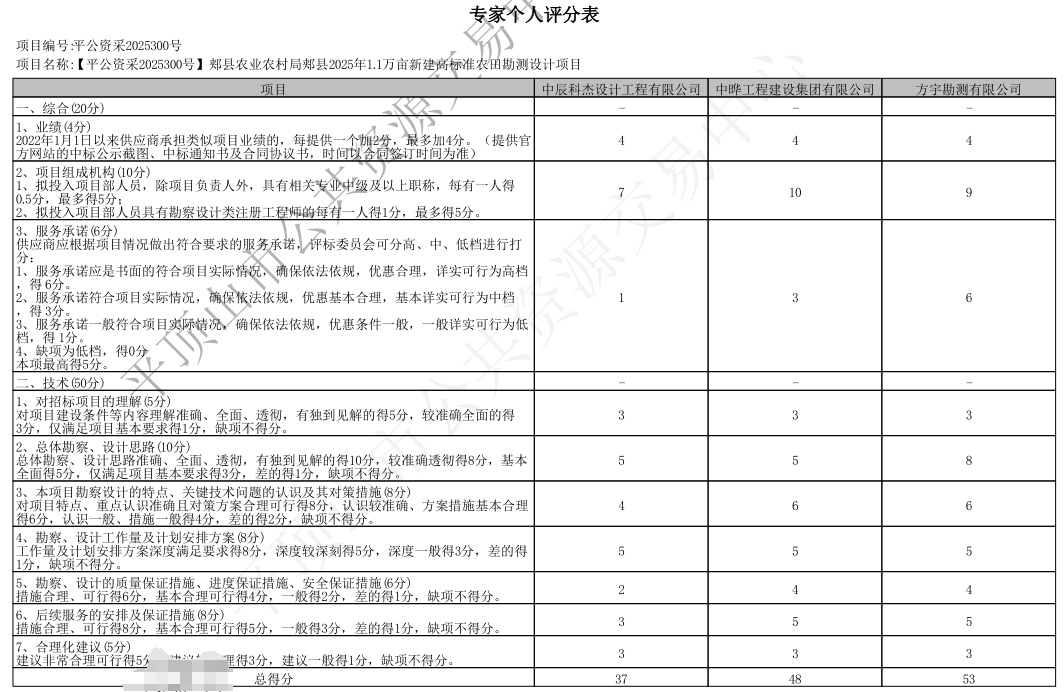 专家个人评分表
项目编号:平公资采2025300号
项目名称:【平公资采2025300号】郏县农业农村局郏县2025年1.1万亩新建高标准农田勘测设计项目
项目 中辰科杰设计工程有限公司 中晔工程建设集团有限公司 方宇勘测有限公司
一、综合(20分) － － －
1、业绩(4分)
2022年1月1日以来供应商承担类似项目业绩的，每提供一个加2分，最多加4分。（提供官
方网站的中标公示截图、中标通知书及合同协议书，时间以合同签订时间为准）
4 4 4
2、项目组成机构(10分)
1、拟投入项目部人员，除项目负责人外，具有相关专业中级及以上职称，每有一人得
0.5分，最多得5分；
2、拟投入项目部人员具有勘察设计类注册工程师的每有一人得1分，最多得5分。
7 10 9
3、服务承诺(6分)
供应商应根据项目情况做出符合要求的服务承诺，评标委员会可分高、中、低档进行打
分：
1、服务承诺应是书面的符合项目实际情况，确保依法依规，优惠合理，详实可行为高档
，得 6分。
2、服务承诺符合项目实际情况，确保依法依规，优惠基本合理，基本详实可行为中档
，得 3分。
3、服务承诺一般符合项目实际情况，确保依法依规，优惠条件一般，一般详实可行为低
档，得 1分。
4、缺项为低档，得0分
本项最高得5分。
1 3 6
二、技术(50分) － － －
1、对招标项目的理解(5分)
对项目建设条件等内容理解准确、全面、透彻，有独到见解的得5分，较准确全面的得
3分，仅满足项目基本要求得1分，缺项不得分。
3 3 3
2、总体勘察、设计思路(10分)
总体勘察、设计思路准确、全面、透彻，有独到见解的得10分，较准确透彻得8分，基本
全面得5分，仅满足项目基本要求得3分，差的得1分，缺项不得分。
5 5 8
3、本项目勘察设计的特点、关键技术问题的认识及其对策措施(8分)
对项目特点、重点认识准确且对策方案合理可行得8分，认识较准确、方案措施基本合理
得6分，认识一般、措施一般得4分，差的得2分，缺项不得分。
4 6 6
4、勘察、设计工作量及计划安排方案(8分)
工作量及计划安排方案深度满足要求得8分，深度较深刻得5分，深度一般得3分，差的得
1分，缺项不得分。
5 5 5
5、勘察、设计的质量保证措施、进度保证措施、安全保证措施(6分)
措施合理、可行得6分，基本合理可行得4分，一般得2分，差的得1分，缺项不得分。
2 4 4
6、后续服务的安排及保证措施(8分)
措施合理、可行得8分，基本合理可行得5分，一般得3分，差的得1分，缺项不得分。
3 5 5
7、合理化建议(5分)
建议非常合理可行得5分 理得3分，建议一般得1分，缺项不得分。
3 3 3
总得分 37 48 53
平顶山市公共资源交易中心
平顶山市公共资源交易中心